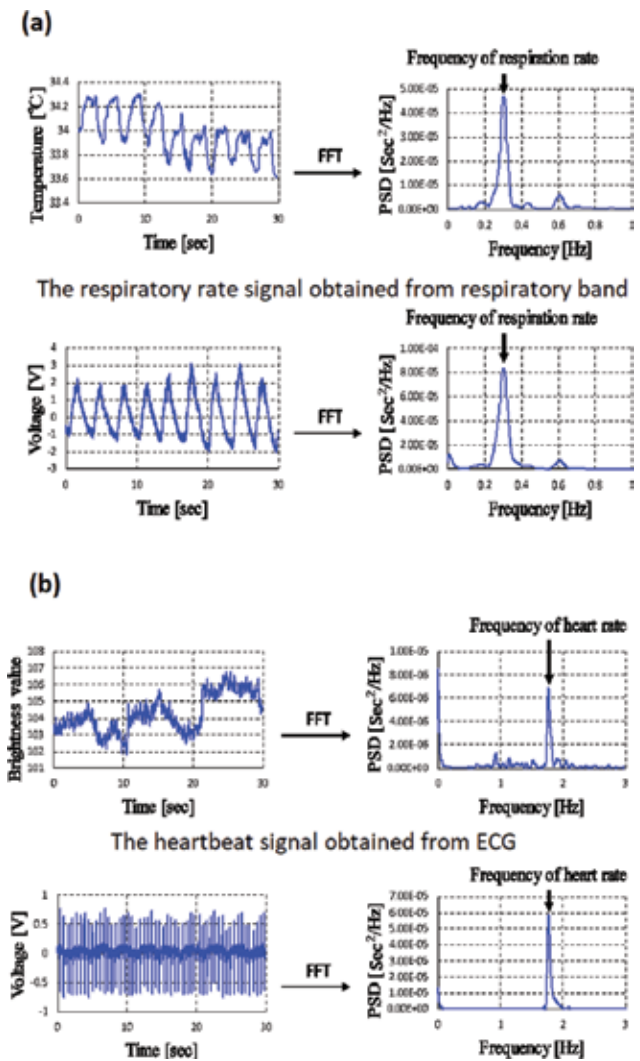 (a)
Frequency of respiration rate
Temperature [℃]
34.4
34.2
34
33.8
33.6
0
10
20
30
Time [sec]
FFT
PSD [Sec²/Hz]
5.00E-05
4.00E-05
3.00E-05
2.00E-05
1.00E-05
0.00E+00
0
0.2
0.4
0.6
0.8
Frequency [Hz]
The respiratory rate signal obtained from respiratory band
Frequency of respiration rate
Voltage [V]
4
3
2
1
0
-1
-2
-3
0
10
20
30
Time [sec]
FFT
PSD [Sec²/Hz]
1.00E-04
8.00E-05
6.00E-05
4.00E-05
2.00E-05
0.00E+00
0
0.2
0.4
0.6
0.8
Frequency [Hz]
(b)
Frequency of heart rate
Brightness value
108
107
106
105
104
103
102
101
0
10
20
30
Time [sec]
FFT
PSD [Sec²/Hz]
1.00E-05
8.00E-06
6.00E-06
4.00E-06
2.00E-06
0.00E+00
0
1
2
3
Frequency [Hz]
The heartbeat signal obtained from ECG
Frequency of heart rate
Voltage [V]
1
0.5
0
-0.5
-1
0
10
20
30
Time [sec]
FFT
PSD [Sec²/Hz]
7.00E-05
6.00E-05
5.00E-05
4.00E-05
3.00E-05
2.00E-05
1.00E-05
0.00E+00
0
1
2
3
Frequency [Hz]